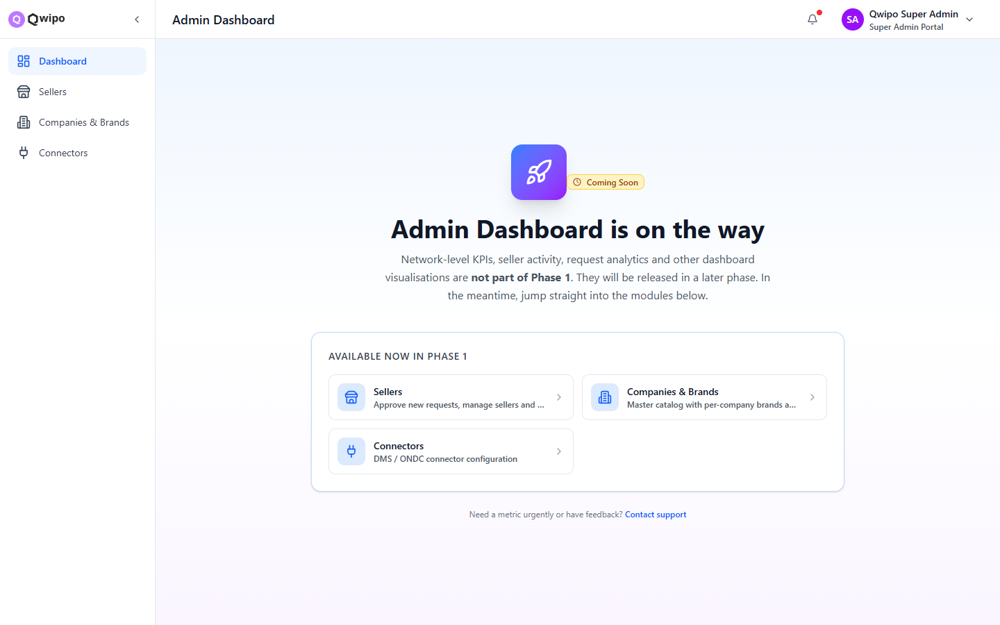 Qwipo
Admin Dashboard
SA
Qwipo Super Admin
Super Admin Portal
Dashboard
Sellers
Companies & Brands
Connectors
Coming Soon
Admin Dashboard is on the way
Network-level KPIs, seller activity, request analytics and other dashboard
visualisations are not part of Phase 1. They will be released in a later phase. In
the meantime, jump straight into the modules below.
AVAILABLE NOW IN PHASE 1
Sellers
Approve new requests, manage sellers and ...
Companies & Brands
Master catalog with per-company brands a...
Connectors
DMS / ONDC connector configuration
Need a metric urgently or have feedback? Contact support